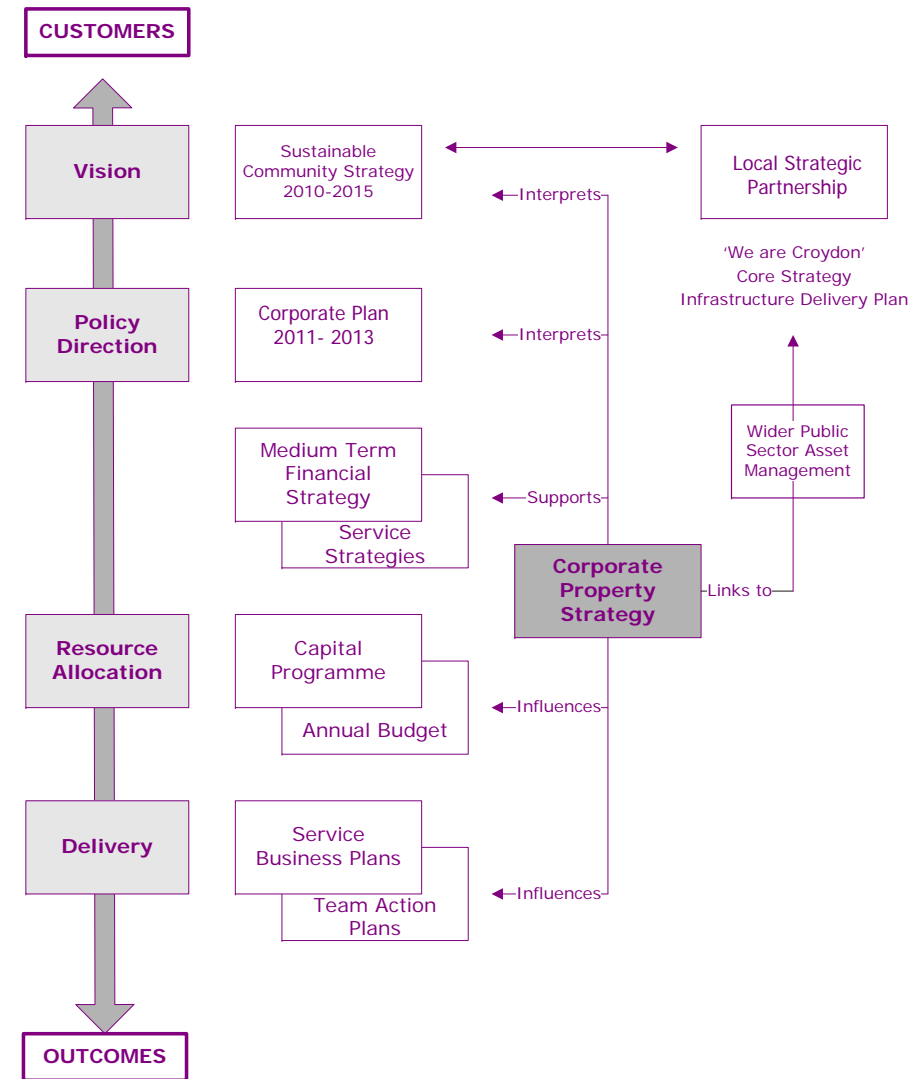 CUSTOMERS
Vision
Sustainable
Community Strategy
2010-2015
Local Strategic
Partnership
Interprets
'We are Croydon'
Core Strategy
Infrastructure Delivery Plan
Policy
Direction
Corporate Plan
2011- 2013
Interprets
Wider Public
Sector Asset
Management
Medium Term
Financial
Strategy
Service
Strategies
Supports
Corporate
Property
Strategy
Links to
Resource
Allocation
Capital
Programme
Annual Budget
Influences
Delivery
Service
Business Plans
Team Action
Plans
Influences
OUTCOMES